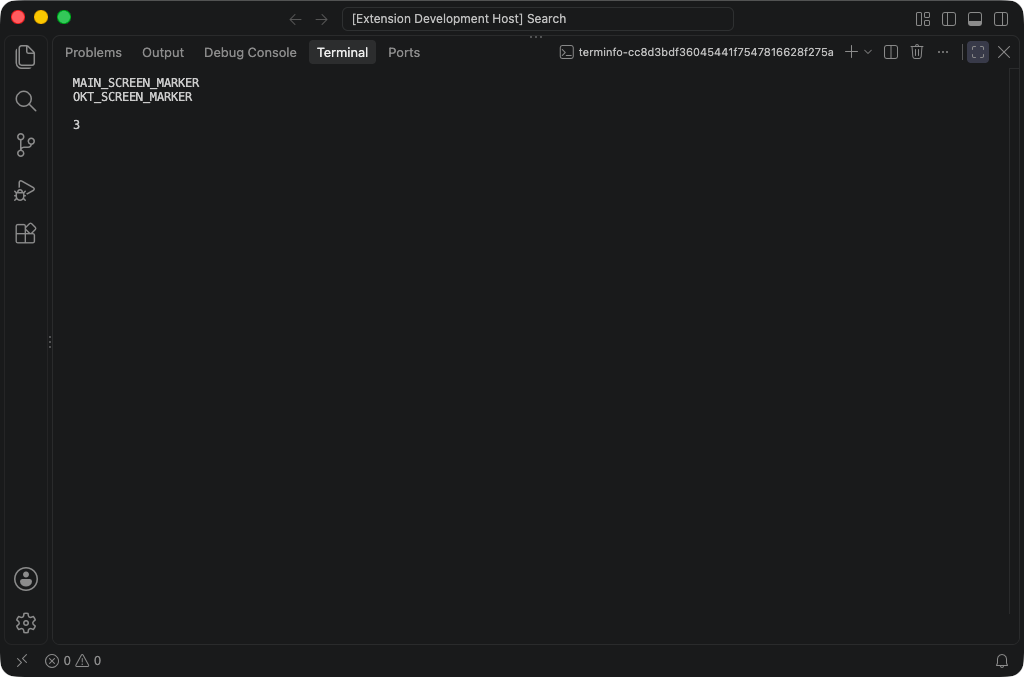 [Extension Development Host] Search
Problems Output Debug Console Terminal Ports terminfo-cc8d3bdf36045441f7547816628f275a
MAIN_SCREEN_MARKER
OKT_SCREEN_MARKER
3
0 0